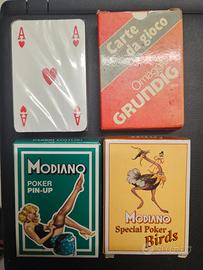 A A
Carte
da gioco
Omaggio
GRUNDIG
A
MODIANO
POKER
PIN-UP
MODIANO
Special Poker
Birds